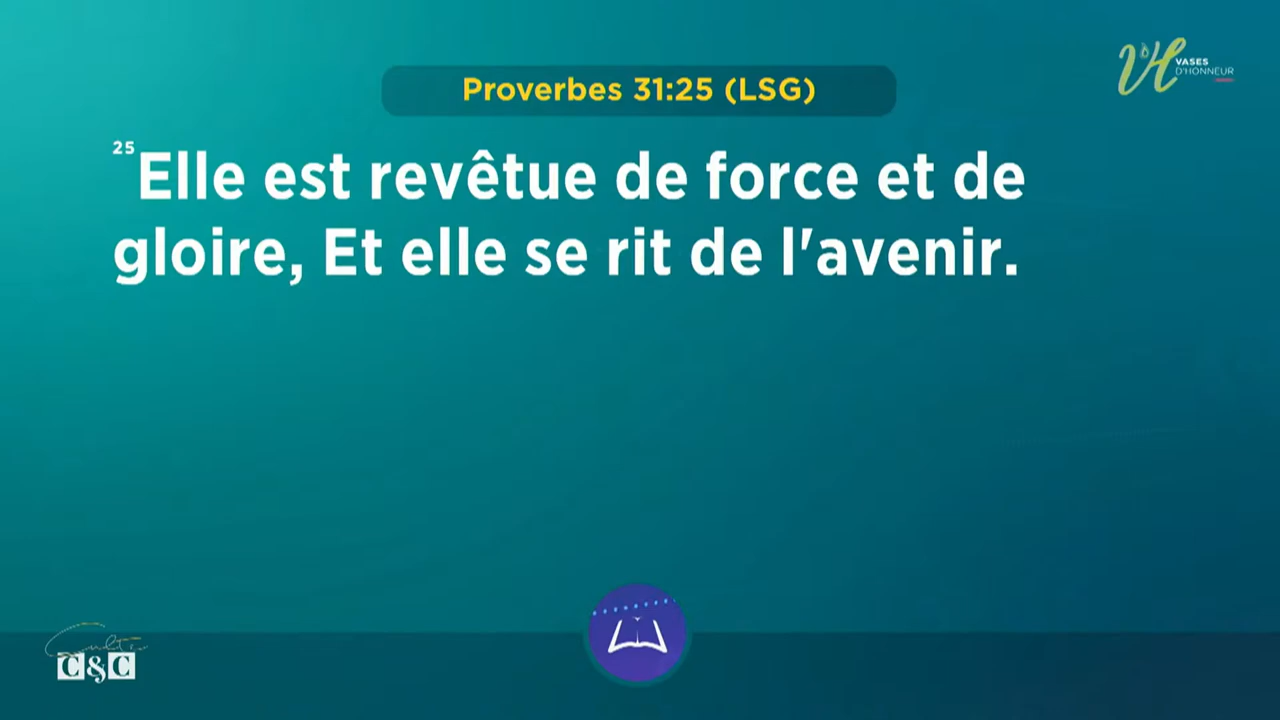 VASES
D'HONNEUR
Proverbes 31:25 (LSG)
25 Elle est revêtue de force et de
gloire, Et elle se rit de l'avenir.
C&C